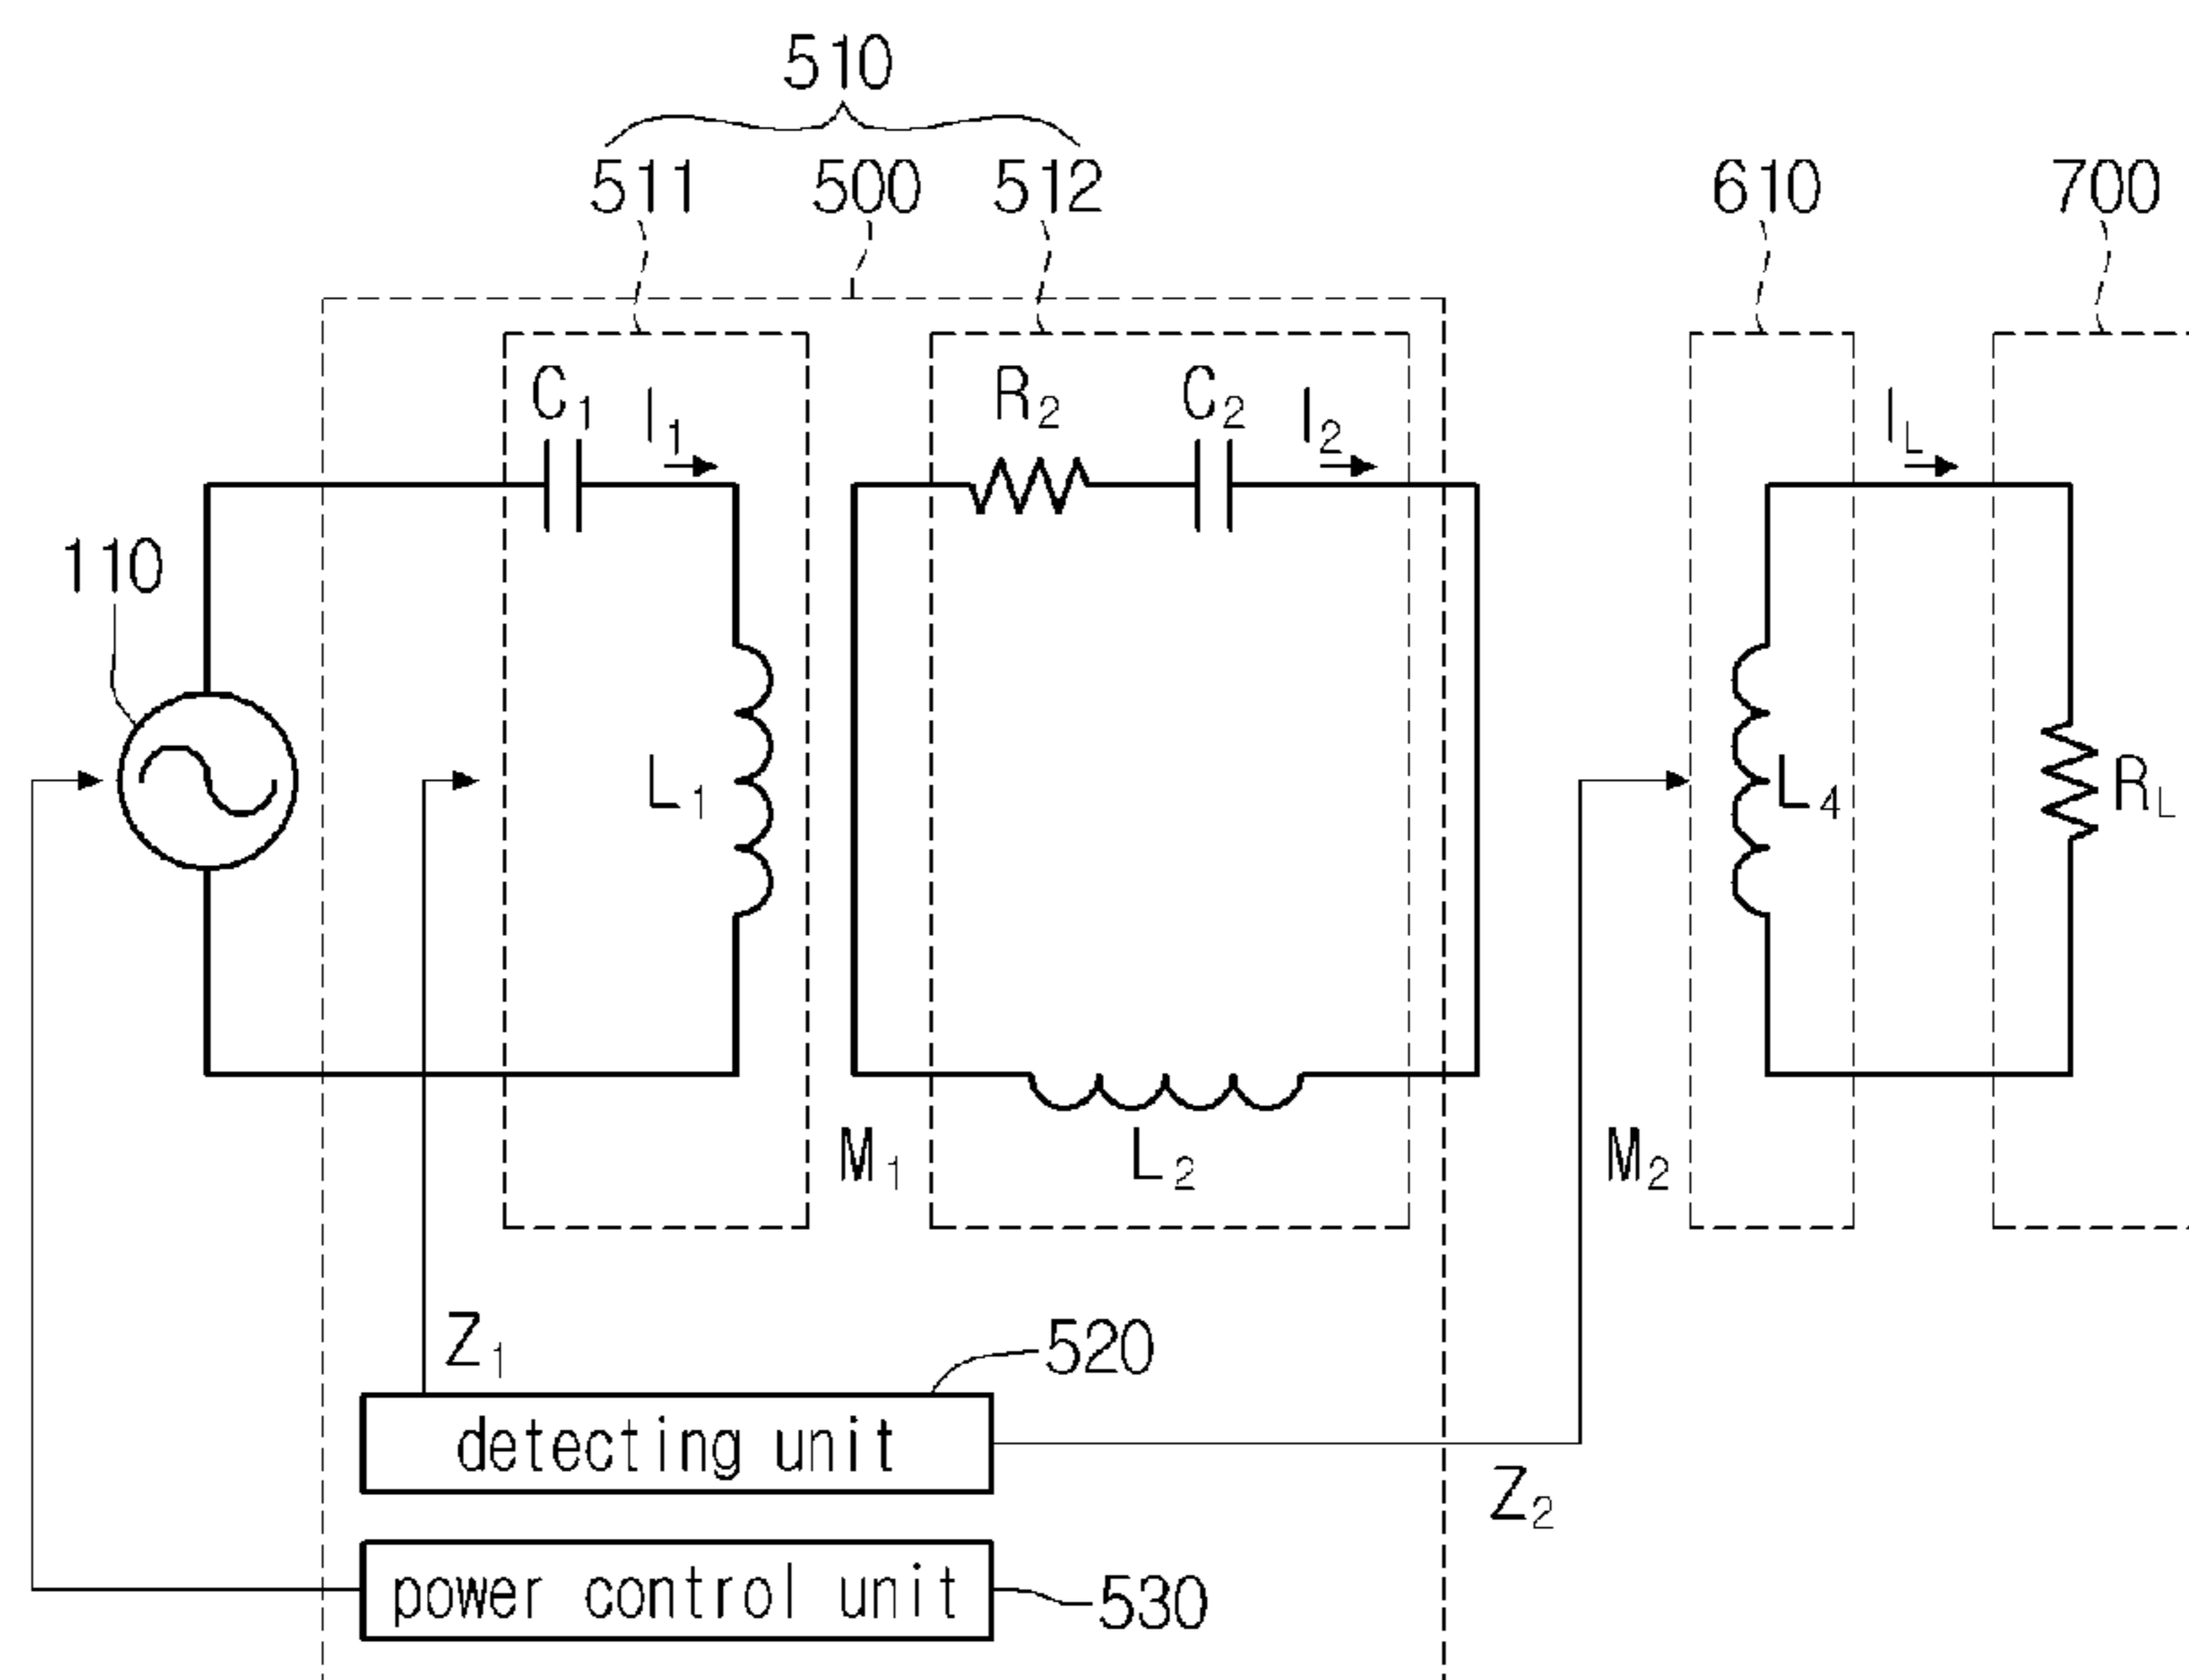 510
511 500 512 610 700
C1 I1 R2 C2 I2 IL
110
L1 L4 RL
M1 L2 M2
Z1 520
detecting unit
Z2
power control unit 530